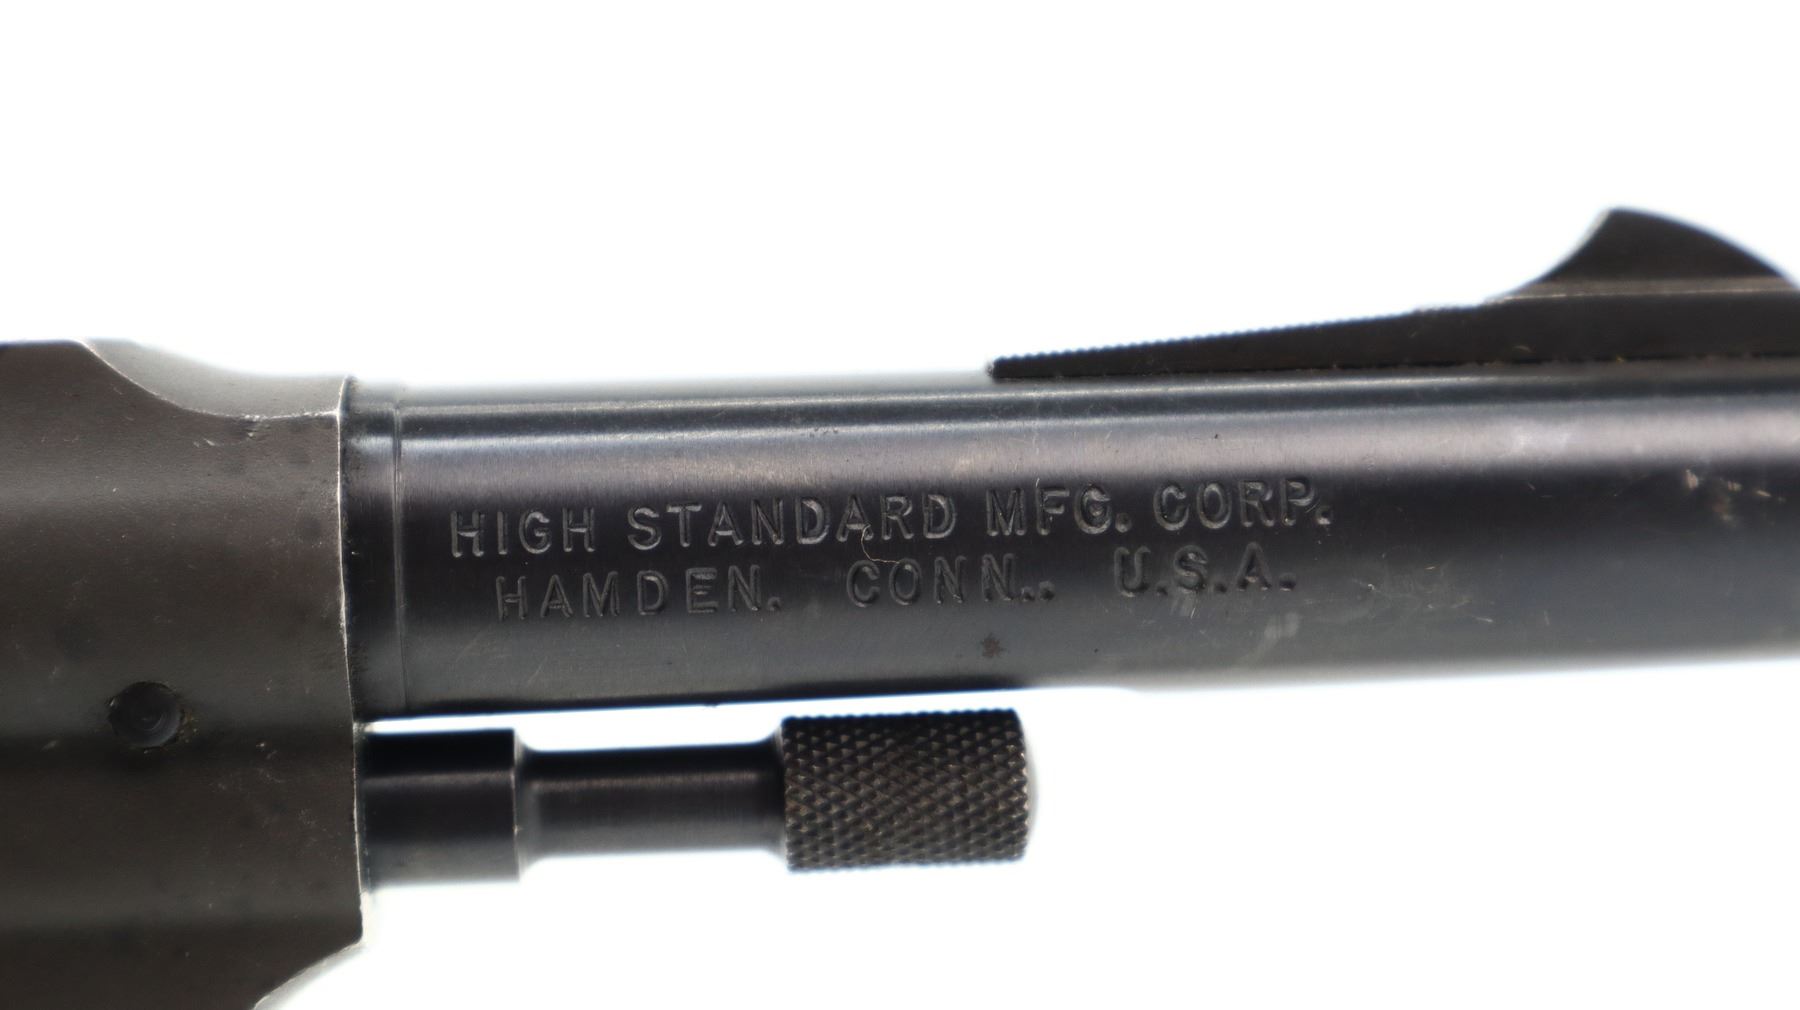 HIGH STANDARD MFG. CORP.
HAMDEN. CONN.. U.S.A.